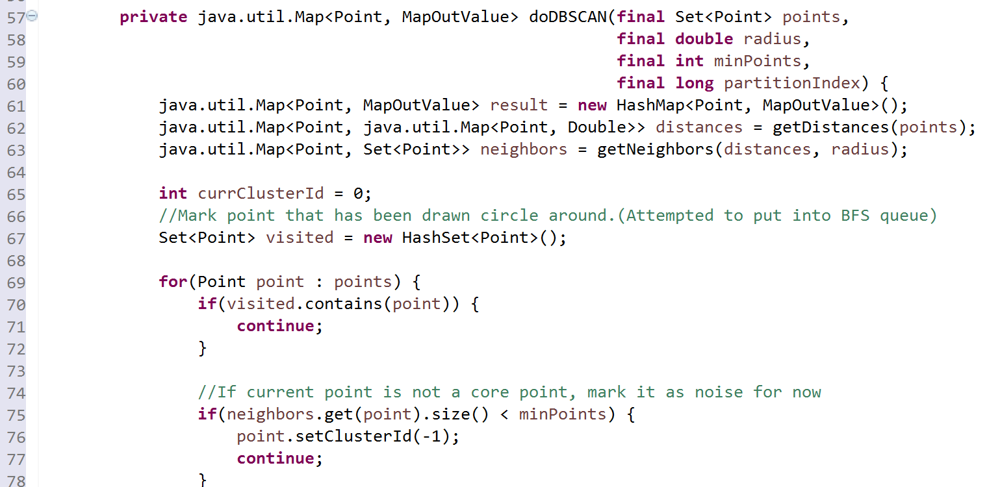 57 private java.util.Map<Point, MapOutValue> doDBSCAN(final Set<Point> points,
58 final double radius,
59 final int minPoints,
60 final long partitionIndex) {
61 java.util.Map<Point, MapOutValue> result = new HashMap<Point, MapOutValue>();
62 java.util.Map<Point, java.util.Map<Point, Double>> distances = getDistances(points);
63 java.util.Map<Point, Set<Point>> neighbors = getNeighbors(distances, radius);
64
65 int currClusterId = 0;
66 //Mark point that has been drawn circle around.(Attempted to put into BFS queue)
67 Set<Point> visited = new HashSet<Point>();
68
69 for(Point point : points) {
70 if(visited.contains(point)) {
71 continue;
72 }
73
74 //If current point is not a core point, mark it as noise for now
75 if(neighbors.get(point).size() < minPoints) {
76 point.setClusterId(-1);
77 continue;
78 }